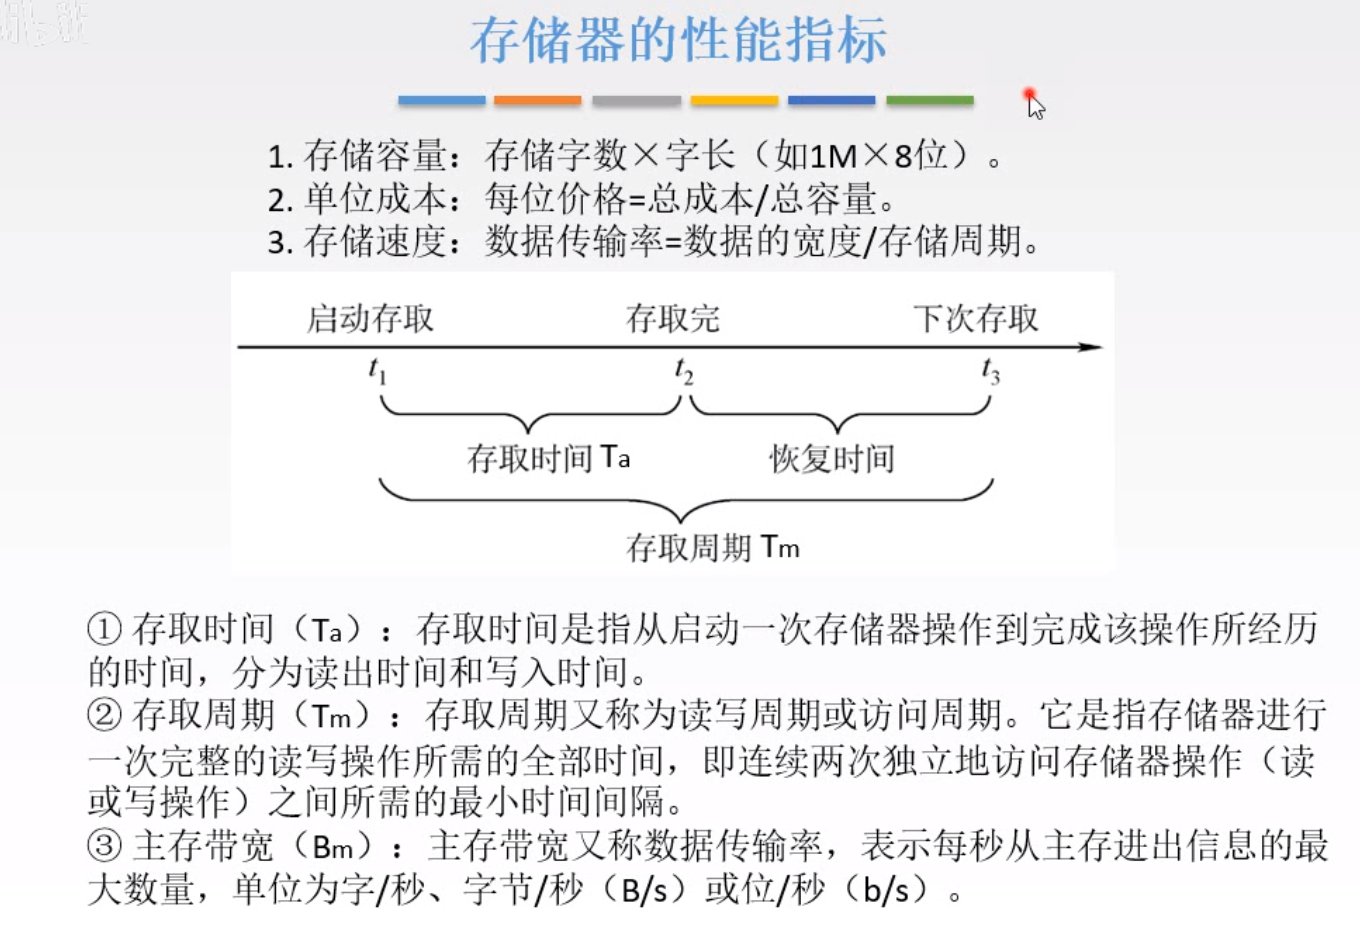 存储器的性能指标
1. 存储容量：存储字数×字长（如1M×8位）。
2. 单位成本：每位价格=总成本/总容量。
3. 存储速度：数据传输率=数据的宽度/存储周期。
启动存取 存取完 下次存取
t1 t2 t3
存取时间 Ta 恢复时间
存取周期 Tm
① 存取时间（Ta）：存取时间是指从启动一次存储器操作到完成该操作所经历
的时间，分为读出时间和写入时间。
② 存取周期（Tm）：存取周期又称为读写周期或访问周期。它是指存储器进行
一次完整的读写操作所需的全部时间，即连续两次独立地访问存储器操作（读
或写操作）之间所需的最小时间间隔。
③ 主存带宽（Bm）：主存带宽又称数据传输率，表示每秒从主存进出信息的最
大数量，单位为字/秒、字节/秒（B/s）或位/秒（b/s）。